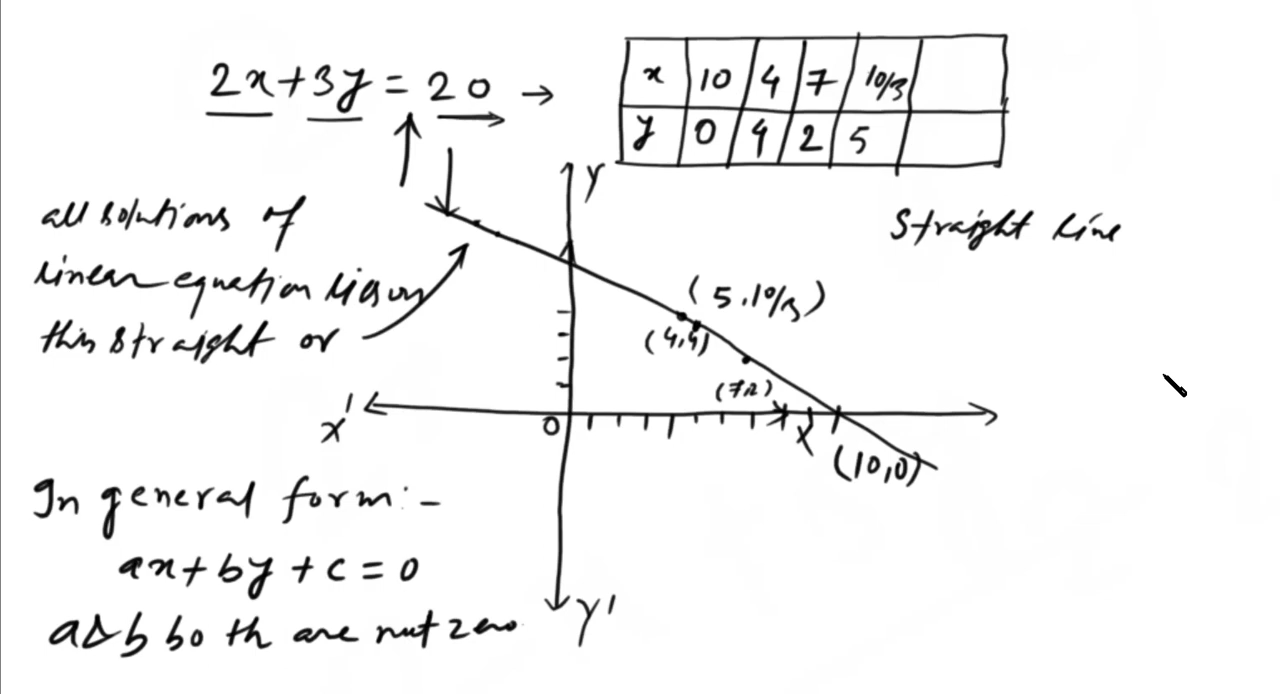 2x+3y = 20 →
x 10 4 7 10/3
y 0 4 2 5
Y
Straight Line
all solutions of
linear equation lies on
this straight or
(5,10/3)
(4,4)
(7,2)
X'
0
X
(10,0)
In general form:-
ax+by+c=0
a & b both are not zero
Y'